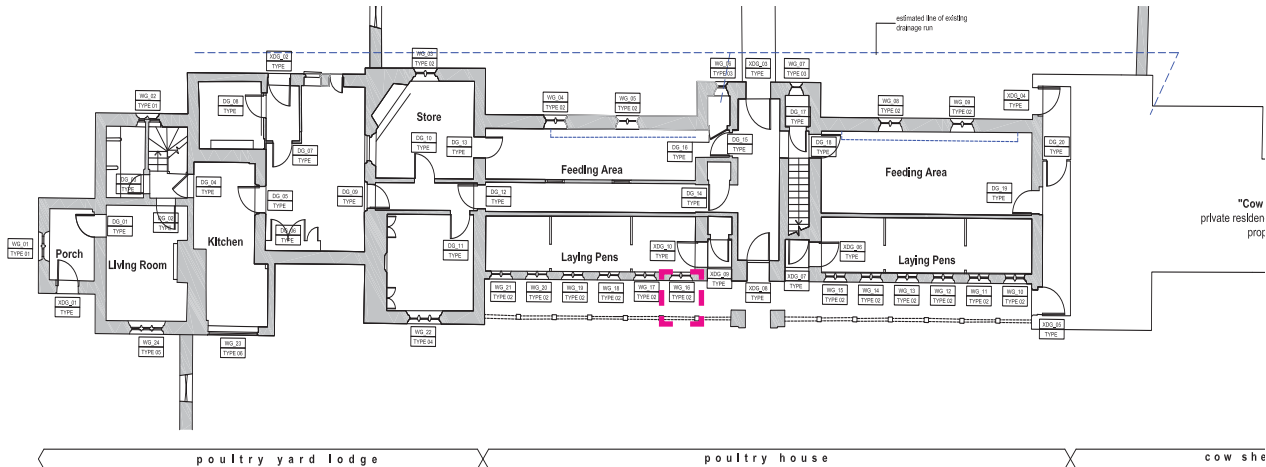 estimated line of existing
drainage run
XDG_02
TYPE
WG_03
TYPE 02
TYPE 03
XDG_03
TYPE
WG_07
TYPE 03
WG_02
TYPE 01
DG_08
TYPE
WG_04
TYPE 02
WG_05
TYPE 02
DG_17
TYPE
WG_08
TYPE 02
WG_09
TYPE 02
XDG_04
TYPE
Store
DG_10
TYPE
DG_13
TYPE
DG_07
TYPE
DG_16
TYPE
DG_15
TYPE
DG_18
TYPE
DG_20
TYPE
Feeding Area
Feeding Area
TYPE
DG_04
TYPE
DG_05
TYPE
DG_09
TYPE
DG_12
TYPE
DG_14
TYPE
DG_19
TYPE
"Cow
private residen
prop
DG_01
TYPE
DG_02
TYPE
DG_06
TYPE
Kitchen
WG_01
TYPE 01
Porch
Living Room
DG_11
TYPE
Laying Pens
XDG_10
TYPE
XDG_09
TYPE
XDG_08
TYPE
XDG_07
TYPE
XDG_06
TYPE
Laying Pens
XDG_01
TYPE
WG_21
TYPE 02
WG_20
TYPE 02
WG_19
TYPE 02
WG_18
TYPE 02
WG_17
TYPE 02
WG_16
TYPE 02
WG_15
TYPE 02
WG_14
TYPE 02
WG_13
TYPE 02
WG_12
TYPE 02
WG_11
TYPE 02
WG_10
TYPE 02
XDG_05
TYPE
WG_24
TYPE 05
WG_23
TYPE 06
WG_22
TYPE 04
poultry yard lodge
poultry house
cow she